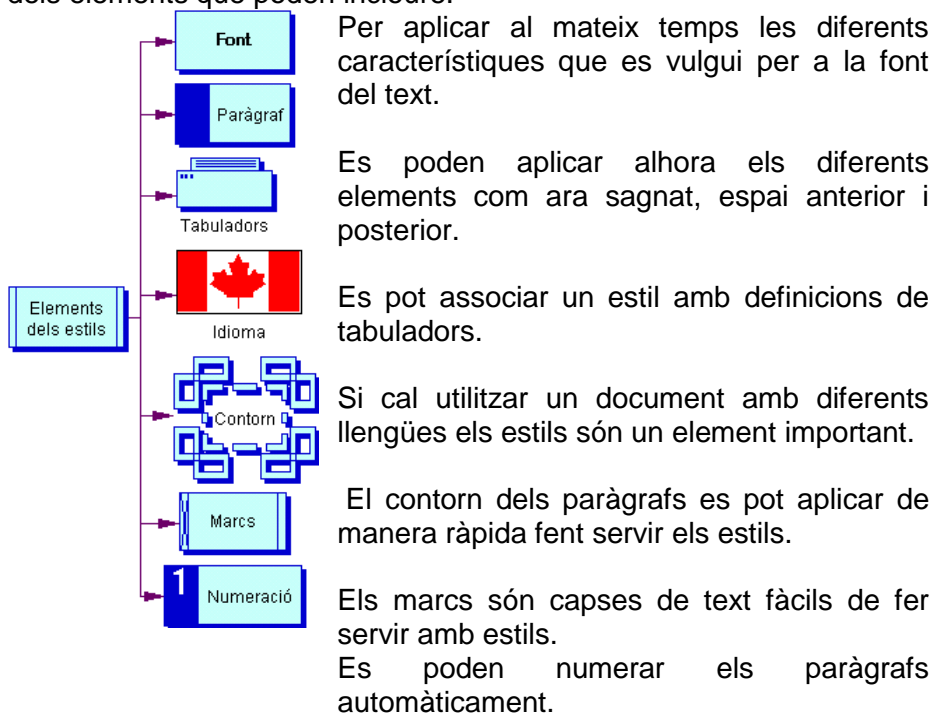 dels elements que poden incloure:
Font
Paràgraf
Tabuladors
Idioma
Elements
dels estils
Contorn
Marcs
1
Numeració
Per aplicar al mateix temps les diferents
característiques que es vulgui per a la font
del text.
Es poden aplicar alhora els diferents
elements com ara sagnat, espai anterior i
posterior.
Es pot associar un estil amb definicions de
tabuladors.
Si cal utilitzar un document amb diferents
llengües els estils són un element important.
El contorn dels paràgrafs es pot aplicar de
manera ràpida fent servir els estils.
Els marcs són capses de text fàcils de fer
servir amb estils.
Es poden numerar els paràgrafs
automàticament.